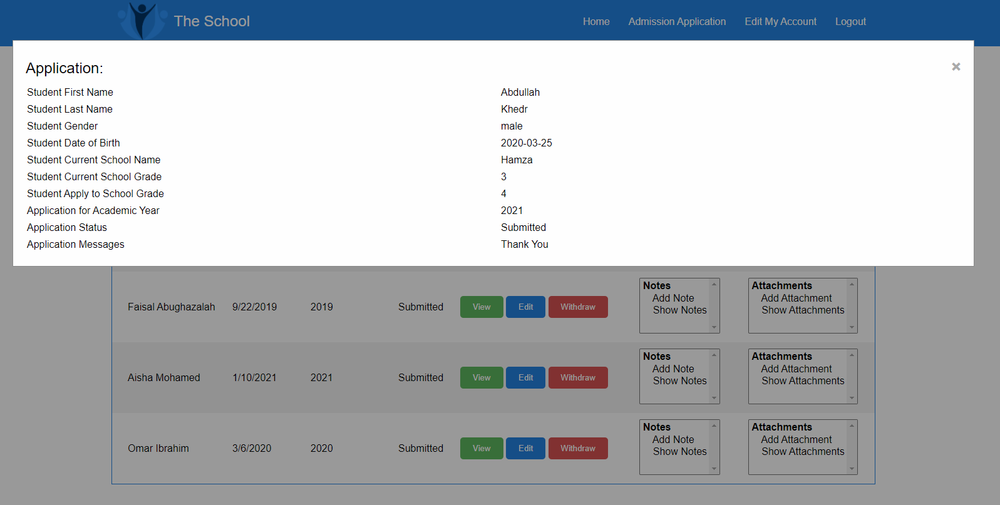 The School Home Admission Application Edit My Account Logout
Application: ×
Student First Name Abdullah
Student Last Name Khedr
Student Gender male
Student Date of Birth 2020-03-25
Student Current School Name Hamza
Student Current School Grade 3
Student Apply to School Grade 4
Application for Academic Year 2021
Application Status Submitted
Application Messages Thank You
Faisal Abughazalah 9/22/2019 2019 Submitted View Edit Withdraw
Notes
Add Note
Show Notes
Attachments
Add Attachment
Show Attachments
Aisha Mohamed 1/10/2021 2021 Submitted View Edit Withdraw
Notes
Add Note
Show Notes
Attachments
Add Attachment
Show Attachments
Omar Ibrahim 3/6/2020 2020 Submitted View Edit Withdraw
Notes
Add Note
Show Notes
Attachments
Add Attachment
Show Attachments